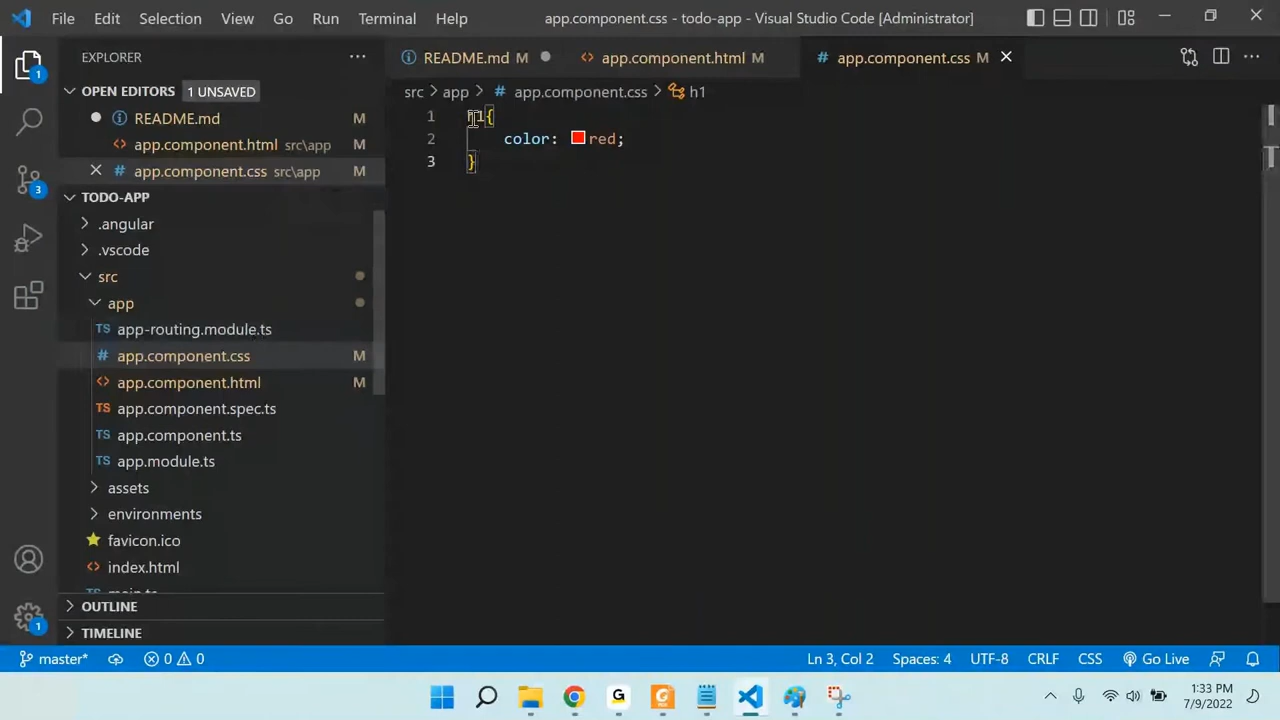 File Edit Selection View Go Run Terminal Help app.component.css - todo-app - Visual Studio Code [Administrator]
EXPLORER
README.md M app.component.html M app.component.css M
OPEN EDITORS 1 UNSAVED
src app app.component.css h1
README.md M
app.component.html src\app M
app.component.css src\app M
1 h1{
2 color: red;
3 }
TODO-APP
.angular
.vscode
src
app
app-routing.module.ts
app.component.css M
app.component.html M
app.component.spec.ts
app.component.ts
app.module.ts
assets
environments
favicon.ico
index.html
main.ts
OUTLINE
TIMELINE
1
3
1
master* 0 0 Ln 3, Col 2 Spaces: 4 UTF-8 CRLF CSS Go Live
1:33 PM
7/9/2022